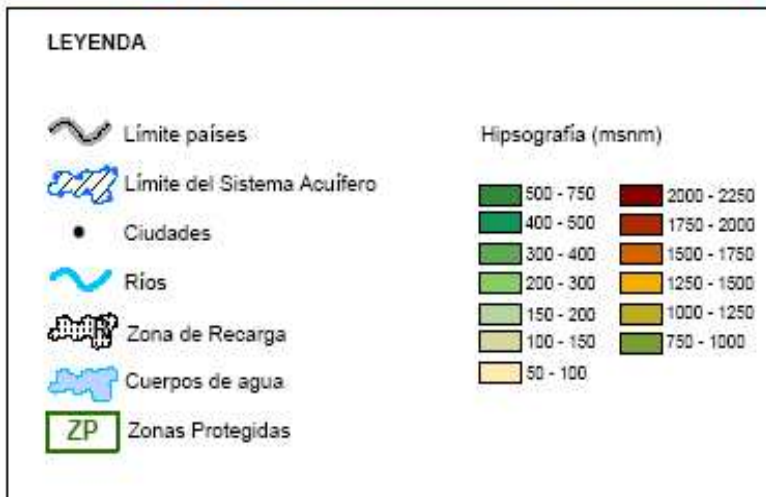 LEYENDA
Límite países
Límite del Sistema Acuífero
Ciudades
Ríos
Zona de Recarga
Cuerpos de agua
ZP Zonas Protegidas
Hipsografía (msnm)
500 - 750
400 - 500
300 - 400
200 - 300
150 - 200
100 - 150
50 - 100
2000 - 2250
1750 - 2000
1500 - 1750
1250 - 1500
1000 - 1250
750 - 1000